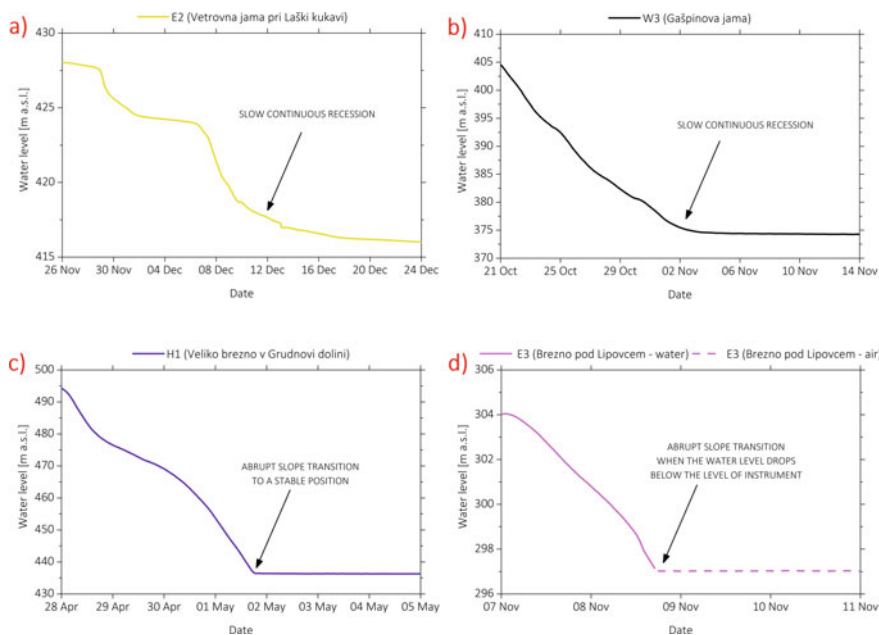 a)
E2 (Vetrovna jama pri Laški kukavi)
430
425
420
415
Water level [m a.s.l.]
SLOW CONTINUOUS RECESSION
26 Nov 30 Nov 04 Dec 08 Dec 12 Dec 16 Dec 20 Dec 24 Dec
Date
b)
W3 (Gašpinova jama)
410
405
400
395
390
385
380
375
370
Water level [m a.s.l.]
SLOW CONTINUOUS RECESSION
21 Oct 25 Oct 29 Oct 02 Nov 06 Nov 10 Nov 14 Nov
Date
c)
H1 (Veliko brezno v Grudnovi dolini)
500
490
480
470
460
450
440
430
Water level [m a.s.l.]
ABRUPT SLOPE TRANSITION
TO A STABLE POSITION
28 Apr 29 Apr 30 Apr 01 May 02 May 03 May 04 May 05 May
Date
d)
E3 (Brezno pod Lipovcem - water) E3 (Brezno pod Lipovcem - air)
306
304
302
300
298
296
Water level [m a.s.l.]
ABRUPT SLOPE TRANSITION
WHEN THE WATER LEVEL DROPS
BELOW THE LEVEL OF INSTRUMENT
07 Nov 08 Nov 09 Nov 10 Nov 11 Nov
Date